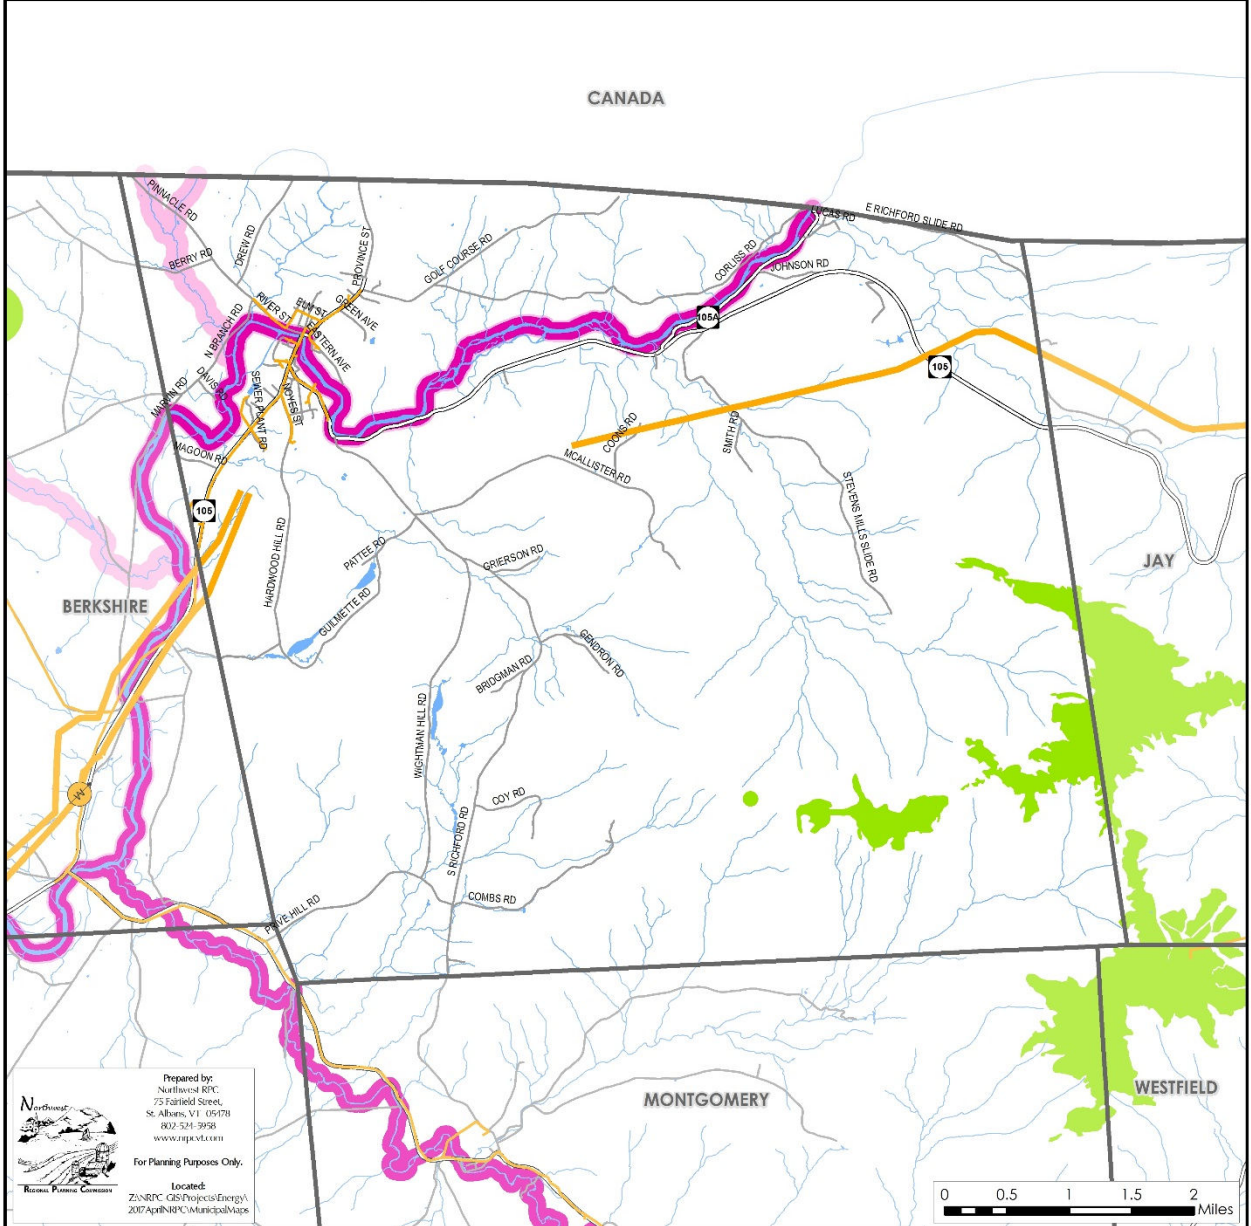 CANADA
PINNACLE RD
LUCAS RD
E RICHFORD SLIDE RD
DREW RD
PROVINCE ST
GOLF COURSE RD
CORLISS RD
BERRY RD
JOHNSON RD
RIVER ST
ELM ST
GREEN AVE
N BRANCH RD
EASTERN AVE
105A
105
MARVIN RD
DAVIS RD
SEWER PLANT RD
NOYES ST
MAGOON RD
COONS RD
SMITH RD
MCALLISTER RD
STEVENS MILLS SLIDE RD
105
HARDWOOD HILL RD
PATTEE RD
GRIERSON RD
JAY
BERKSHIRE
GUILMETTE RD
GENDRON RD
BRIDGMAN RD
WIGHTMAN HILL RD
COY RD
S RICHFORD RD
COMBS RD
PRIVE HILL RD
MONTGOMERY
WESTFIELD
Northwest
REGIONAL PLANNING COMMISSION
Prepared by:
Northwest RPC
75 Fairfield Street,
St. Albans, VT 05478
802-524-5958
www.nrpcvt.com
For Planning Purposes Only.
Located:
Z:\NRPC-GIS\Projects\Energy\
2017AprilNRPC\MunicipalMaps
0 0.5 1 1.5 2
Miles